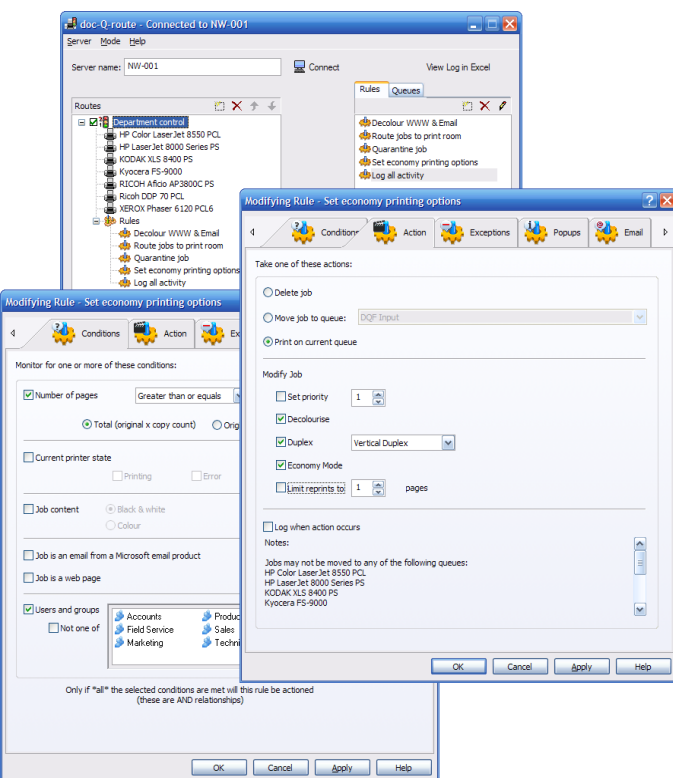 doc-Q-route - Connected to NW-001
Server Mode Help
Server name: NW-001 Connect View Log in Excel
Rules Queues
Routes
Department control
HP Color LaserJet 8550 PCL
HP LaserJet 8000 Series PS
KODAK XLS 8400 PS
Kyocera FS-9000
RICOH Aficio AP3800C PS
Ricoh DDP 70 PCL
XEROX Phaser 6120 PCL6
Rules
Decolour WWW & Email
Route jobs to print room
Quarantine job
Set economy printing options
Log all activity
Decolour WWW & Email
Route jobs to print room
Quarantine job
Set economy printing options
Log all activity
Modifying Rule - Set economy printing options
Conditions Action
Monitor for one or more of these conditions:
Number of pages Greater than or equals
Total (original x copy count)
Current printer state
Printing Error
Job content Black & white
Colour
Job is an email from a Microsoft email product
Job is a web page
Users and groups
Not one of
Accounts
Field Service Sales
Marketing
Only if *all* the selected conditions are met will this rule be actioned
(these are AND relationships)
OK Cancel Apply Help
Modifying Rule - Set economy printing options
Action Exceptions Popups Email
Take one of these actions:
Delete job
Move job to queue: DQF Input
Print on current queue
Modify Job
Set priority 1
Decolourise
Duplex Vertical Duplex
Economy Mode
Limit reprints to 1 pages
Log when action occurs
Notes:
Jobs may not be moved to any of the following queues:
HP Color LaserJet 8550 PCL
HP LaserJet 8000 Series PS
KODAK XLS 8400 PS
Kyocera FS-9000
OK Cancel Apply Help